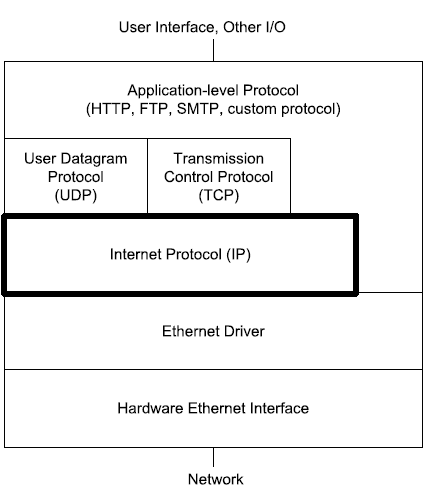 User Interface, Other I/O
Application-level Protocol
(HTTP, FTP, SMTP, custom protocol)
User Datagram
Protocol
(UDP)
Transmission
Control Protocol
(TCP)
Internet Protocol (IP)
Ethernet Driver
Hardware Ethernet Interface
Network